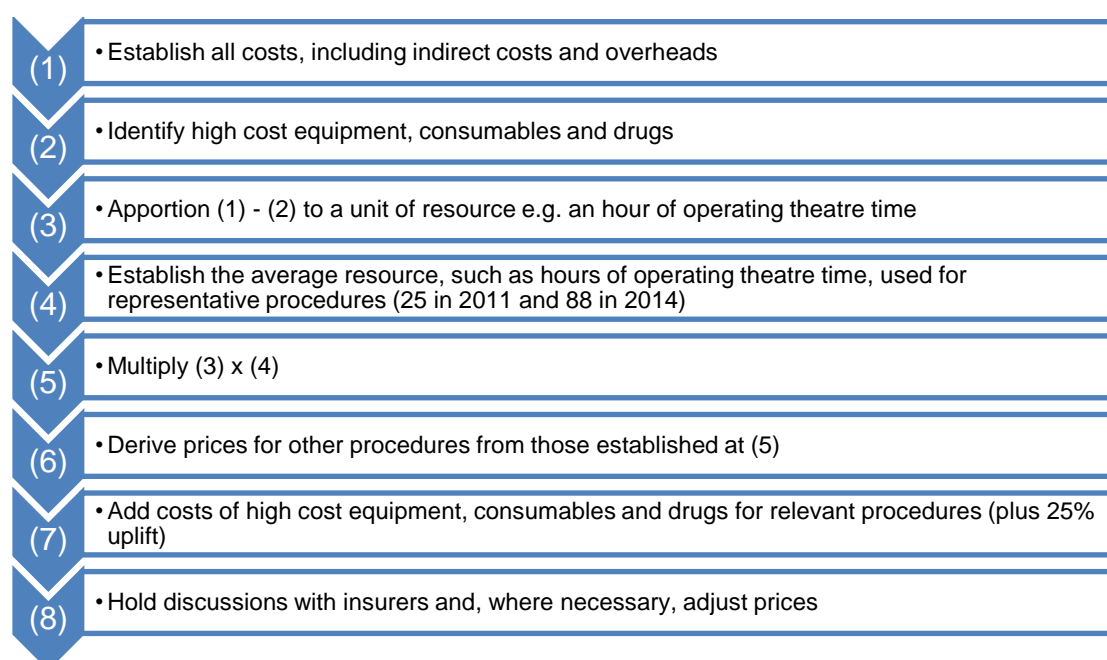 (1)
• Establish all costs, including indirect costs and overheads
(2)
• Identify high cost equipment, consumables and drugs
(3)
• Apportion (1) - (2) to a unit of resource e.g. an hour of operating theatre time
(4)
• Establish the average resource, such as hours of operating theatre time, used for
representative procedures (25 in 2011 and 88 in 2014)
(5)
• Multiply (3) x (4)
(6)
• Derive prices for other procedures from those established at (5)
(7)
• Add costs of high cost equipment, consumables and drugs for relevant procedures (plus 25%
uplift)
(8)
• Hold discussions with insurers and, where necessary, adjust prices